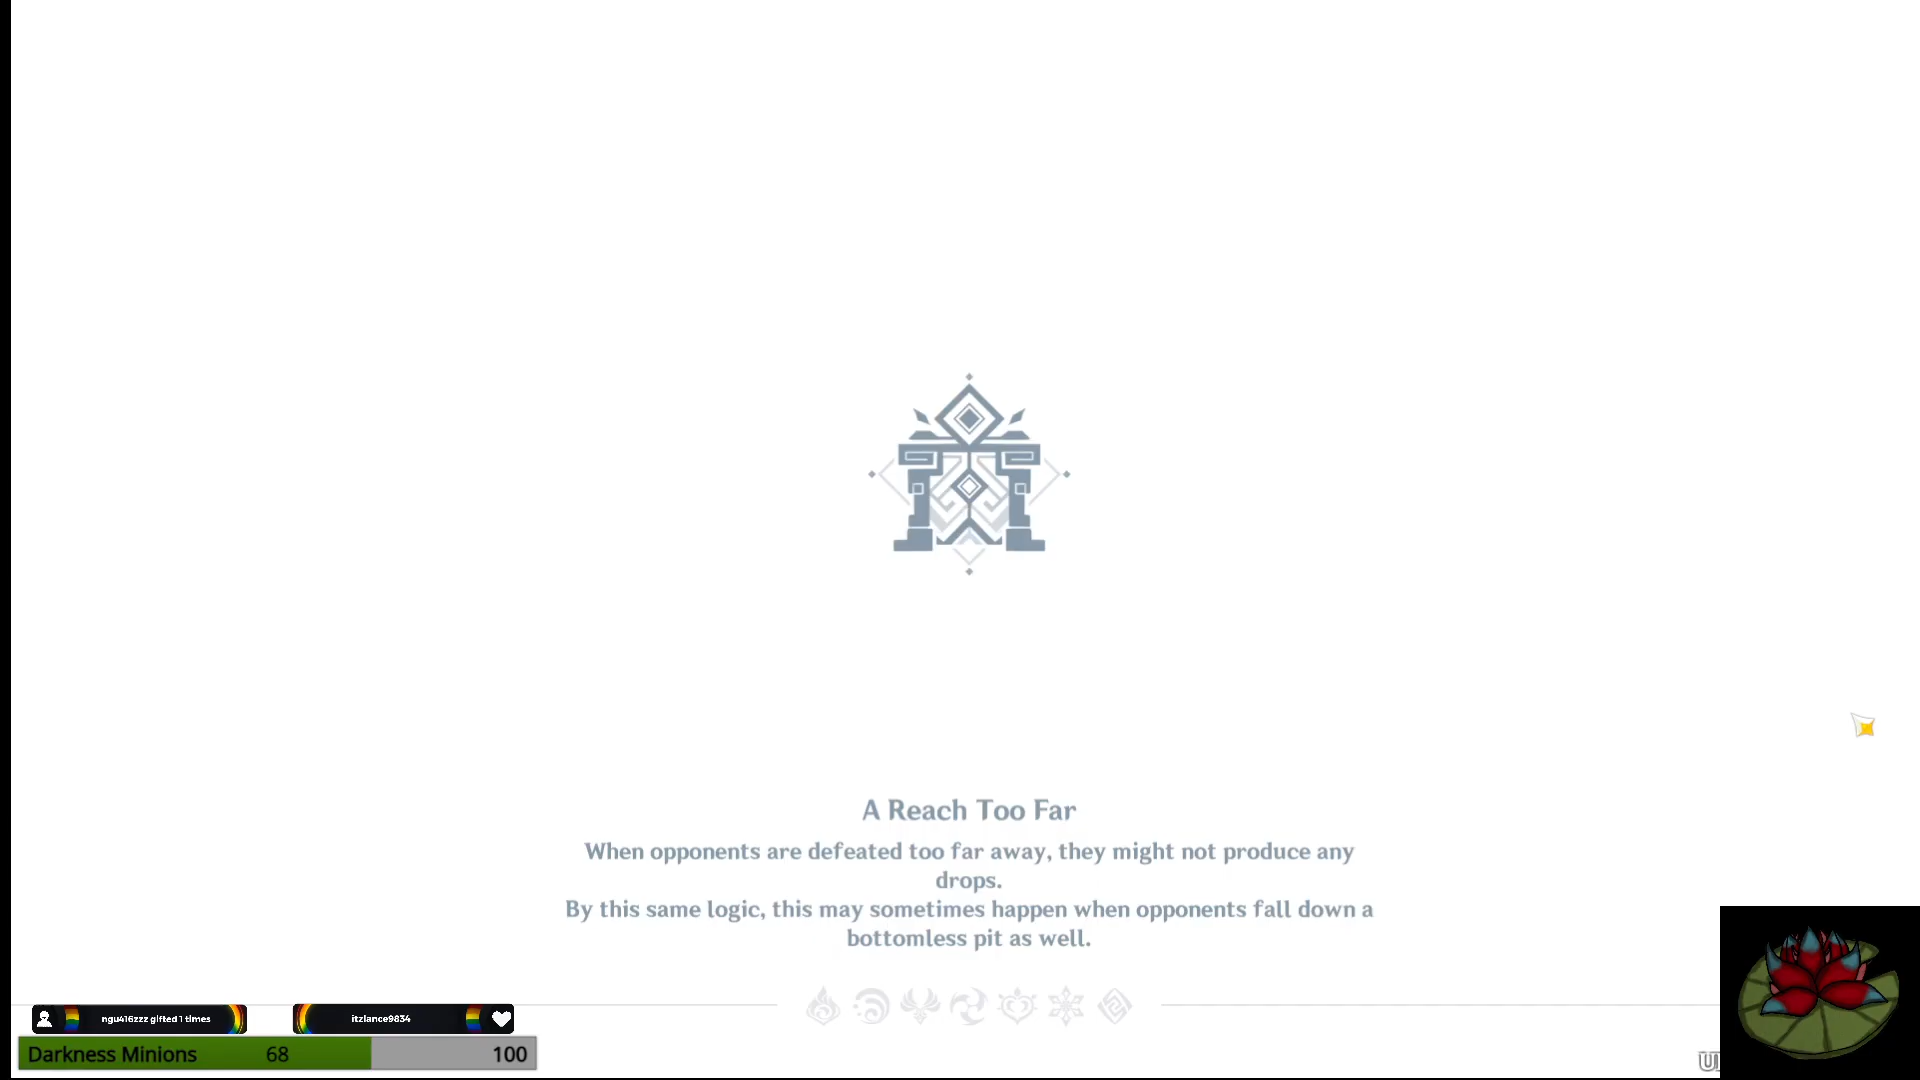 A Reach Too Far
When opponents are defeated too far away, they might not produce any
drops.
By this same logic, this may sometimes happen when opponents fall down a
bottomless pit as well.
ngu416zzz gifted 1 times
itzlance9834
Darkness Minions 68 100